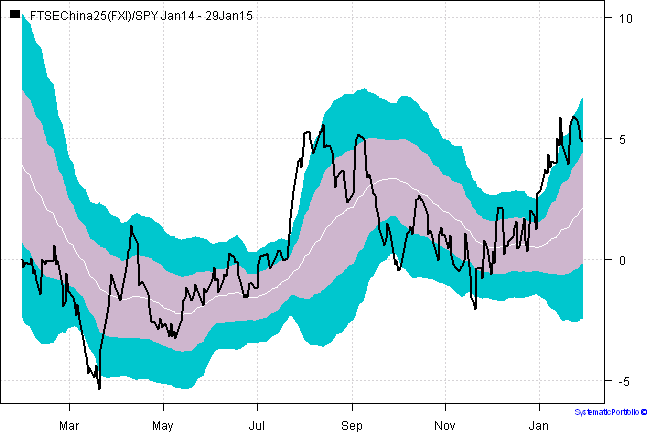 FTSEChina25(FXI)/SPY Jan14 - 29Jan15
10
5
0
-5
Mar May Jul Sep Nov Jan
SystematicPortfolio ©